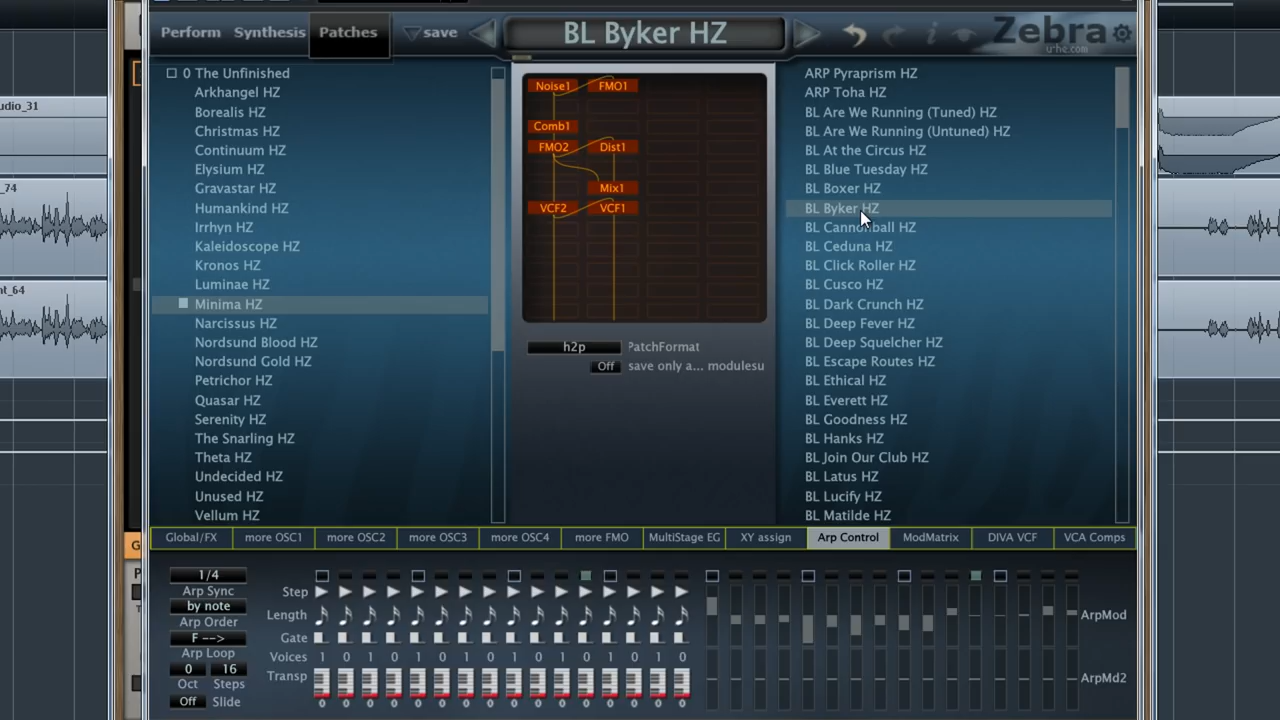 Perform Synthesis Patches save BL Byker HZ Zebra
u-he.com
0 The Unfinished
Arkhangel HZ
Borealis HZ
Christmas HZ
Continuum HZ
Elysium HZ
Gravastar HZ
Humankind HZ
Irrhyn HZ
Kaleidoscope HZ
Kronos HZ
Luminae HZ
Minima HZ
Narcissus HZ
Nordsund Blood HZ
Nordsund Gold HZ
Petrichor HZ
Quasar HZ
Serenity HZ
The Snarling HZ
Theta HZ
Undecided HZ
Unused HZ
Vellum HZ
Noise1 FMO1
Comb1
FMO2 Dist1
Mix1
VCF2 VCF1
h2p PatchFormat
Off save only a... modulesu
ARP Pyraprism HZ
ARP Toha HZ
BL Are We Running (Tuned) HZ
BL Are We Running (Untuned) HZ
BL At the Circus HZ
BL Blue Tuesday HZ
BL Boxer HZ
BL Byker HZ
BL Cannonball HZ
BL Ceduna HZ
BL Click Roller HZ
BL Cusco HZ
BL Dark Crunch HZ
BL Deep Fever HZ
BL Deep Squelcher HZ
BL Escape Routes HZ
BL Ethical HZ
BL Everett HZ
BL Goodness HZ
BL Hanks HZ
BL Join Our Club HZ
BL Latus HZ
BL Lucify HZ
BL Matilde HZ
udio_31
_74
nt_64
G
P
Global/FX more OSC1 more OSC2 more OSC3 more OSC4 more FMO MultiStage EG XY assign Arp Control ModMatrix DIVA VCF VCA Comps
1/4
Arp Sync
by note
Arp Order
F -->
Arp Loop
0 16
Oct Steps
Off Slide
Step
Length
Gate
Voices 1 0 1 0 1 0 1 0 1 0 1 0 1 0 1 0
Transp
0 0 0 0 0 0 0 0 0 0 0 0 0 0 0 0
ArpMod
ArpMd2